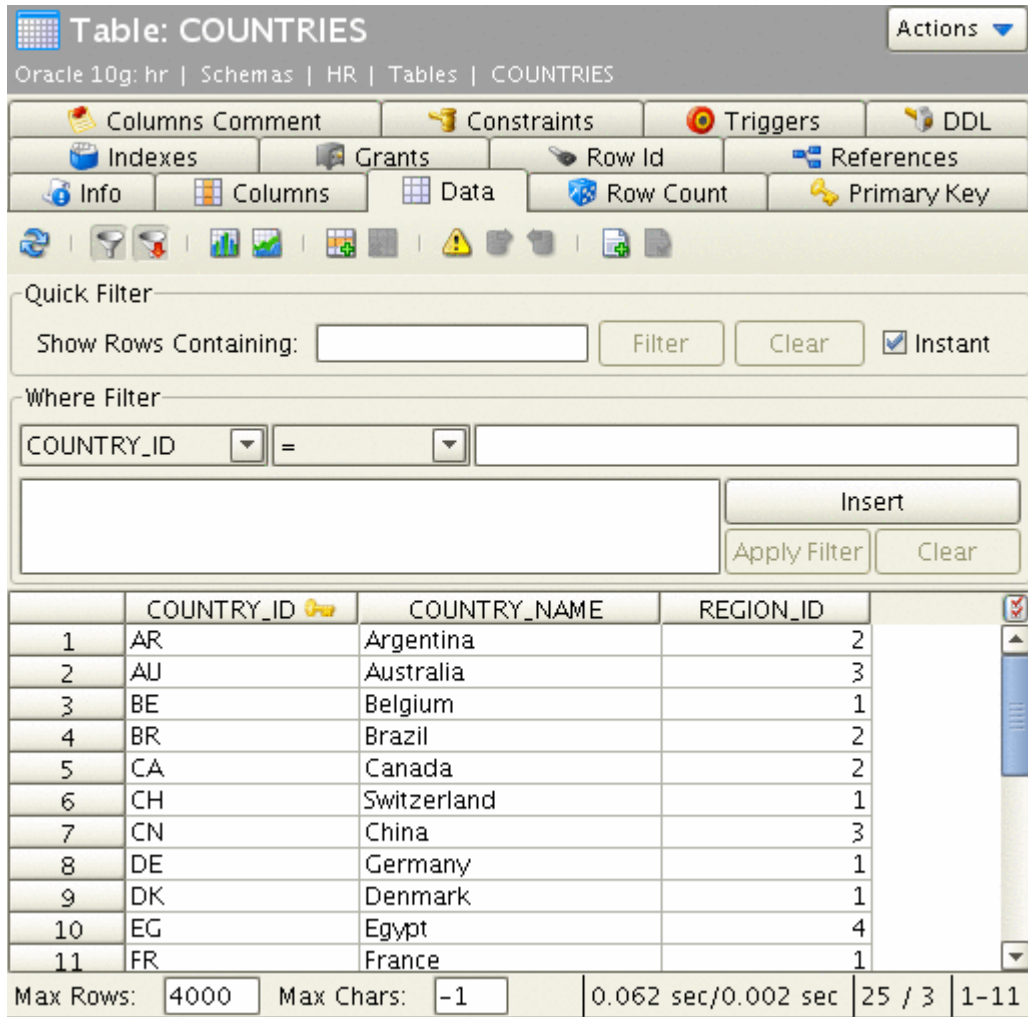 Table: COUNTRIES Actions
Oracle 10g: hr | Schemas | HR | Tables | COUNTRIES
Columns Comment Constraints Triggers DDL
Indexes Grants Row Id References
Info Columns Data Row Count Primary Key
Quick Filter
Show Rows Containing: Filter Clear Instant
Where Filter
COUNTRY_ID =
Insert
Apply Filter Clear
COUNTRY_ID COUNTRY_NAME REGION_ID
1 AR Argentina 2
2 AU Australia 3
3 BE Belgium 1
4 BR Brazil 2
5 CA Canada 2
6 CH Switzerland 1
7 CN China 3
8 DE Germany 1
9 DK Denmark 1
10 EG Egypt 4
11 FR France 1
Max Rows: 4000 Max Chars: -1 0.062 sec/0.002 sec 25 / 3 1-11